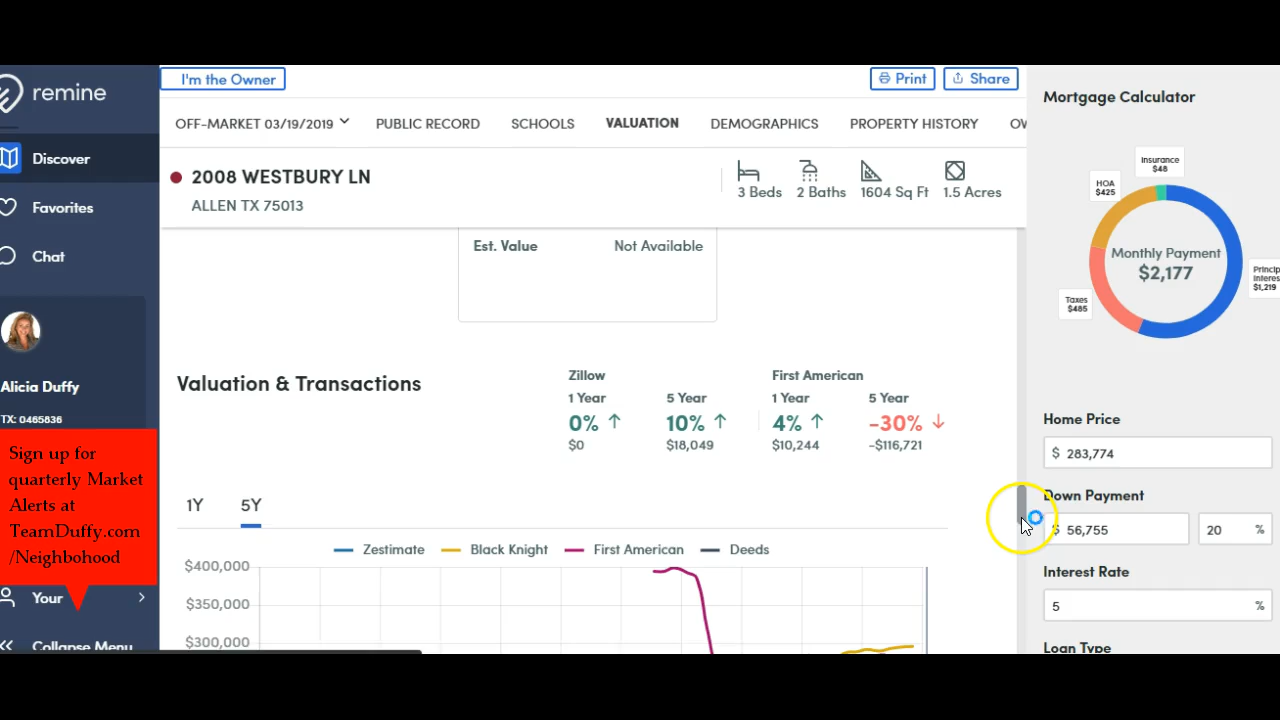 remine
Discover
Favorites
Chat
Alicia Duffy
TX: 0465836
Sign up for
quarterly Market
Alerts at
TeamDuffy.com
/Neighbohood
Your
Collapse Menu
I'm the Owner
Print
Share
OFF-MARKET 03/19/2019
PUBLIC RECORD
SCHOOLS
VALUATION
DEMOGRAPHICS
PROPERTY HISTORY
2008 WESTBURY LN
ALLEN TX 75013
3 Beds
2 Baths
1604 Sq Ft
1.5 Acres
Est. Value Not Available
Valuation & Transactions
Zillow
1 Year 5 Year
0% ↑ 10% ↑
$0 $18,049
First American
1 Year 5 Year
4% ↑ -30% ↓
$10,244 -$116,721
1Y 5Y
Zestimate Black Knight First American Deeds
$400,000
$350,000
$300,000
Mortgage Calculator
Insurance
$48
HOA
$425
Monthly Payment
$2,177
Princip
Interes
$1,219
Taxes
$485
Home Price
$ 283,774
Down Payment
$ 56,755 20 %
Interest Rate
5 %
Loan Type